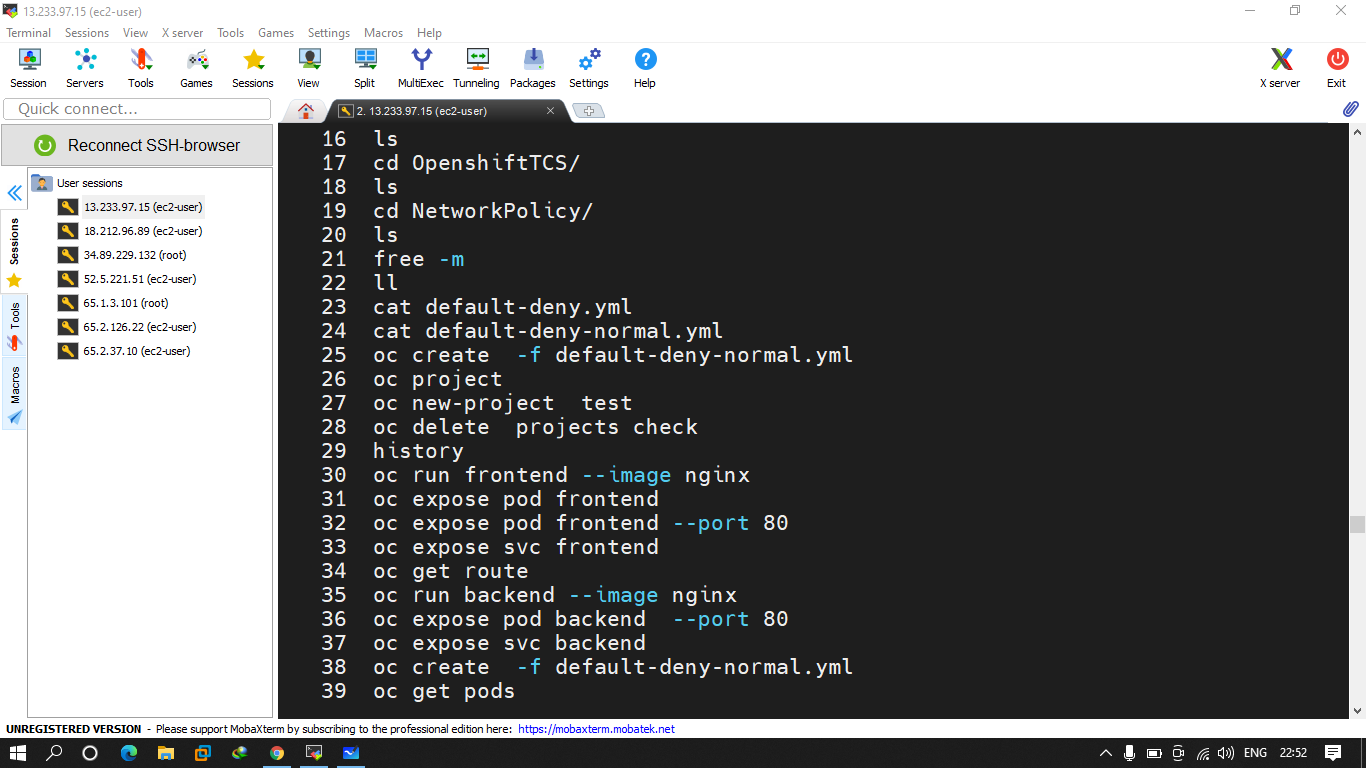 13.233.97.15 (ec2-user)
Terminal Sessions View X server Tools Games Settings Macros Help
Session Servers Tools Games Sessions View Split MultiExec Tunneling Packages Settings Help X server Exit
Quick connect...
2. 13.233.97.15 (ec2-user)
Reconnect SSH-browser
User sessions
13.233.97.15 (ec2-user)
18.212.96.89 (ec2-user)
34.89.229.132 (root)
52.5.221.51 (ec2-user)
65.1.3.101 (root)
65.2.126.22 (ec2-user)
65.2.37.10 (ec2-user)
Sessions
Tools
Macros
16 ls
17 cd OpenshiftTCS/
18 ls
19 cd NetworkPolicy/
20 ls
21 free -m
22 ll
23 cat default-deny.yml
24 cat default-deny-normal.yml
25 oc create  -f default-deny-normal.yml
26 oc project
27 oc new-project  test
28 oc delete  projects check
29 history
30 oc run frontend --image nginx
31 oc expose pod frontend
32 oc expose pod frontend --port 80
33 oc expose svc frontend
34 oc get route
35 oc run backend --image nginx
36 oc expose pod backend  --port 80
37 oc expose svc backend
38 oc create  -f default-deny-normal.yml
39 oc get pods
UNREGISTERED VERSION - Please support MobaXterm by subscribing to the professional edition here: https://mobaxterm.mobatek.net
ENG 22:52